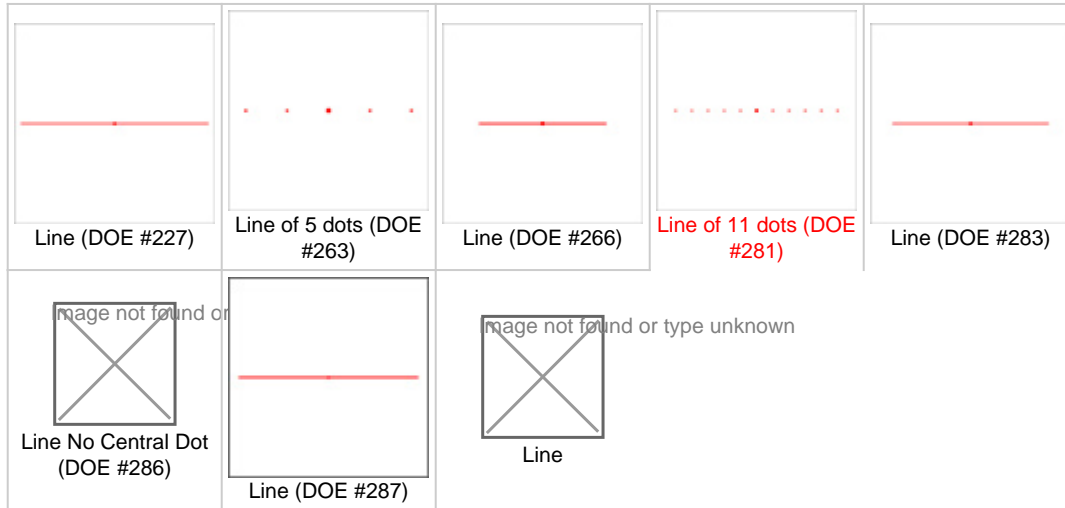 Line (DOE #227)
Line of 5 dots (DOE
#263)
Line (DOE #266)
Line of 11 dots (DOE
#281)
Line (DOE #283)
Image not found or
Line No Central Dot
(DOE #286)
Line (DOE #287)
Image not found or type unknown
Line